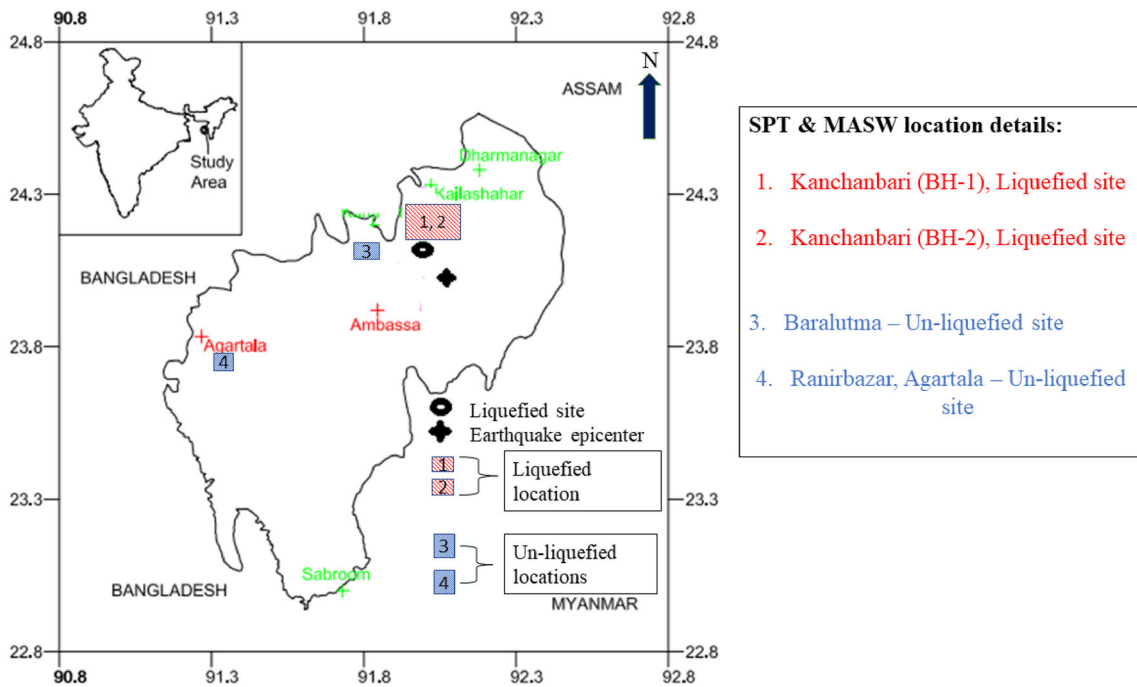 90.8 91.3 91.8 92.3 92.8
24.8 24.8
N
ASSAM
Study
Area
Dharmanagar
24.3 24.3
Kailashahar
1, 2
3
BANGLADESH
Ambassa
Agartala
23.8 23.8
4
Liquefied site
Earthquake epicenter
1
2
Liquefied
location
23.3 23.3
3
4
Un-liquefied
locations
Sabroom
BANGLADESH
MYANMAR
22.8 22.8
90.8 91.3 91.8 92.3 92.8
SPT & MASW location details:
1. Kanchanbari (BH-1), Liquefied site
2. Kanchanbari (BH-2), Liquefied site
3. Baralutma – Un-liquefied site
4. Ranirbazar, Agartala – Un-liquefied
site